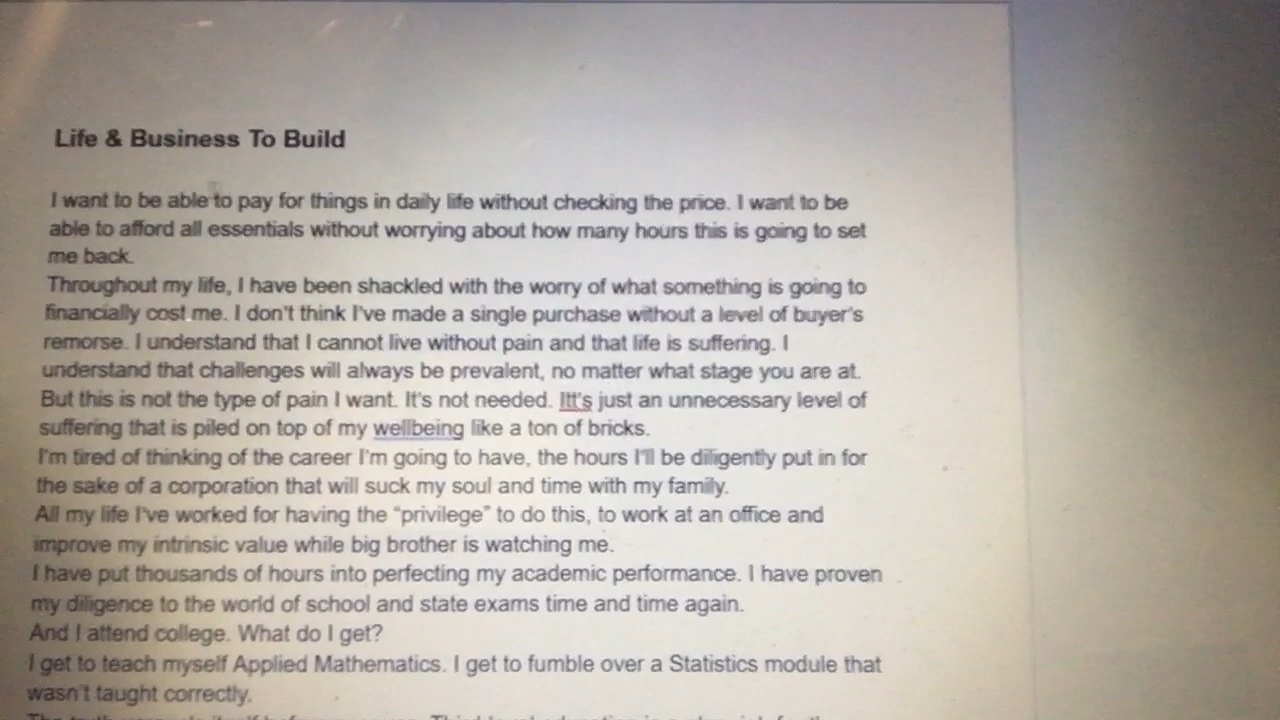 Life & Business To Build
I want to be able to pay for things in daily life without checking the price. I want to be
able to afford all essentials without worrying about how many hours this is going to set
me back.
Throughout my life, I have been shackled with the worry of what something is going to
financially cost me. I don't think I've made a single purchase without a level of buyer's
remorse. I understand that I cannot live without pain and that life is suffering. I
understand that challenges will always be prevalent, no matter what stage you are at.
But this is not the type of pain I want. It's not needed. Itt's just an unnecessary level of
suffering that is piled on top of my wellbeing like a ton of bricks.
I'm tired of thinking of the career I'm going to have, the hours I'll be diligently put in for
the sake of a corporation that will suck my soul and time with my family.
All my life I've worked for having the “privilege” to do this, to work at an office and
improve my intrinsic value while big brother is watching me.
I have put thousands of hours into perfecting my academic performance. I have proven
my diligence to the world of school and state exams time and time again.
And I attend college. What do I get?
I get to teach myself Applied Mathematics. I get to fumble over a Statistics module that
wasn't taught correctly.